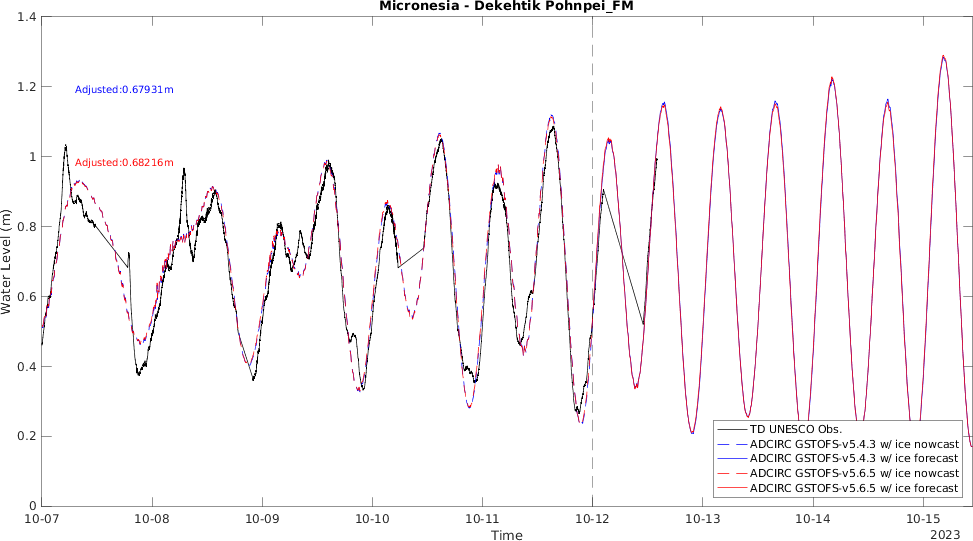 Micronesia - Dekehtik Pohnpei_FM
1.4
1.2
1
0.8
0.6
0.4
0.2
0
Water Level (m)
Adjusted:0.67931m
Adjusted:0.68216m
TD UNESCO Obs.
ADCIRC GSTOFS-v5.4.3 w/ ice nowcast
ADCIRC GSTOFS-v5.4.3 w/ ice forecast
ADCIRC GSTOFS-v5.6.5 w/ ice nowcast
ADCIRC GSTOFS-v5.6.5 w/ ice forecast
10-07 10-08 10-09 10-10 10-11 10-12 10-13 10-14 10-15
Time
2023